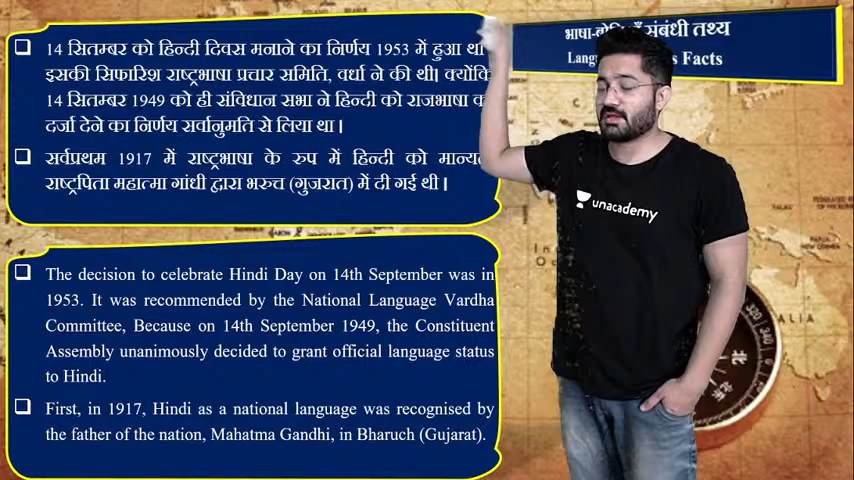 भाषा-बोलियाँ संबंधी तथ्य
Facts
14 सितम्बर को हिन्दी दिवस मनाने का निर्णय 1953 में हुआ था
इसकी सिफारिश राष्ट्रभाषा प्रचार समिति, वर्धा ने की थी। क्योंकि
14 सितम्बर 1949 को ही संविधान सभा ने हिन्दी को राजभाषा
दर्जा देने का निर्णय सर्वानुमति से लिया था।
सर्वप्रथम 1917 में राष्ट्रभाषा के रुप में हिन्दी को
राष्ट्रपिता महात्मा गांधी द्वारा भरुच (गुजरात) में दी गई थी।
The decision to celebrate Hindi Day on 14th September was in
1953. It was recommended by the National Language Vardha
Committee, Because on 14th September 1949, the Constituent
Assembly unanimously decided to grant official language status
to Hindi.
First, in 1917, Hindi as a national language was recognised by
the father of the nation, Mahatma Gandhi, in Bharuch (Gujarat).
unacademy